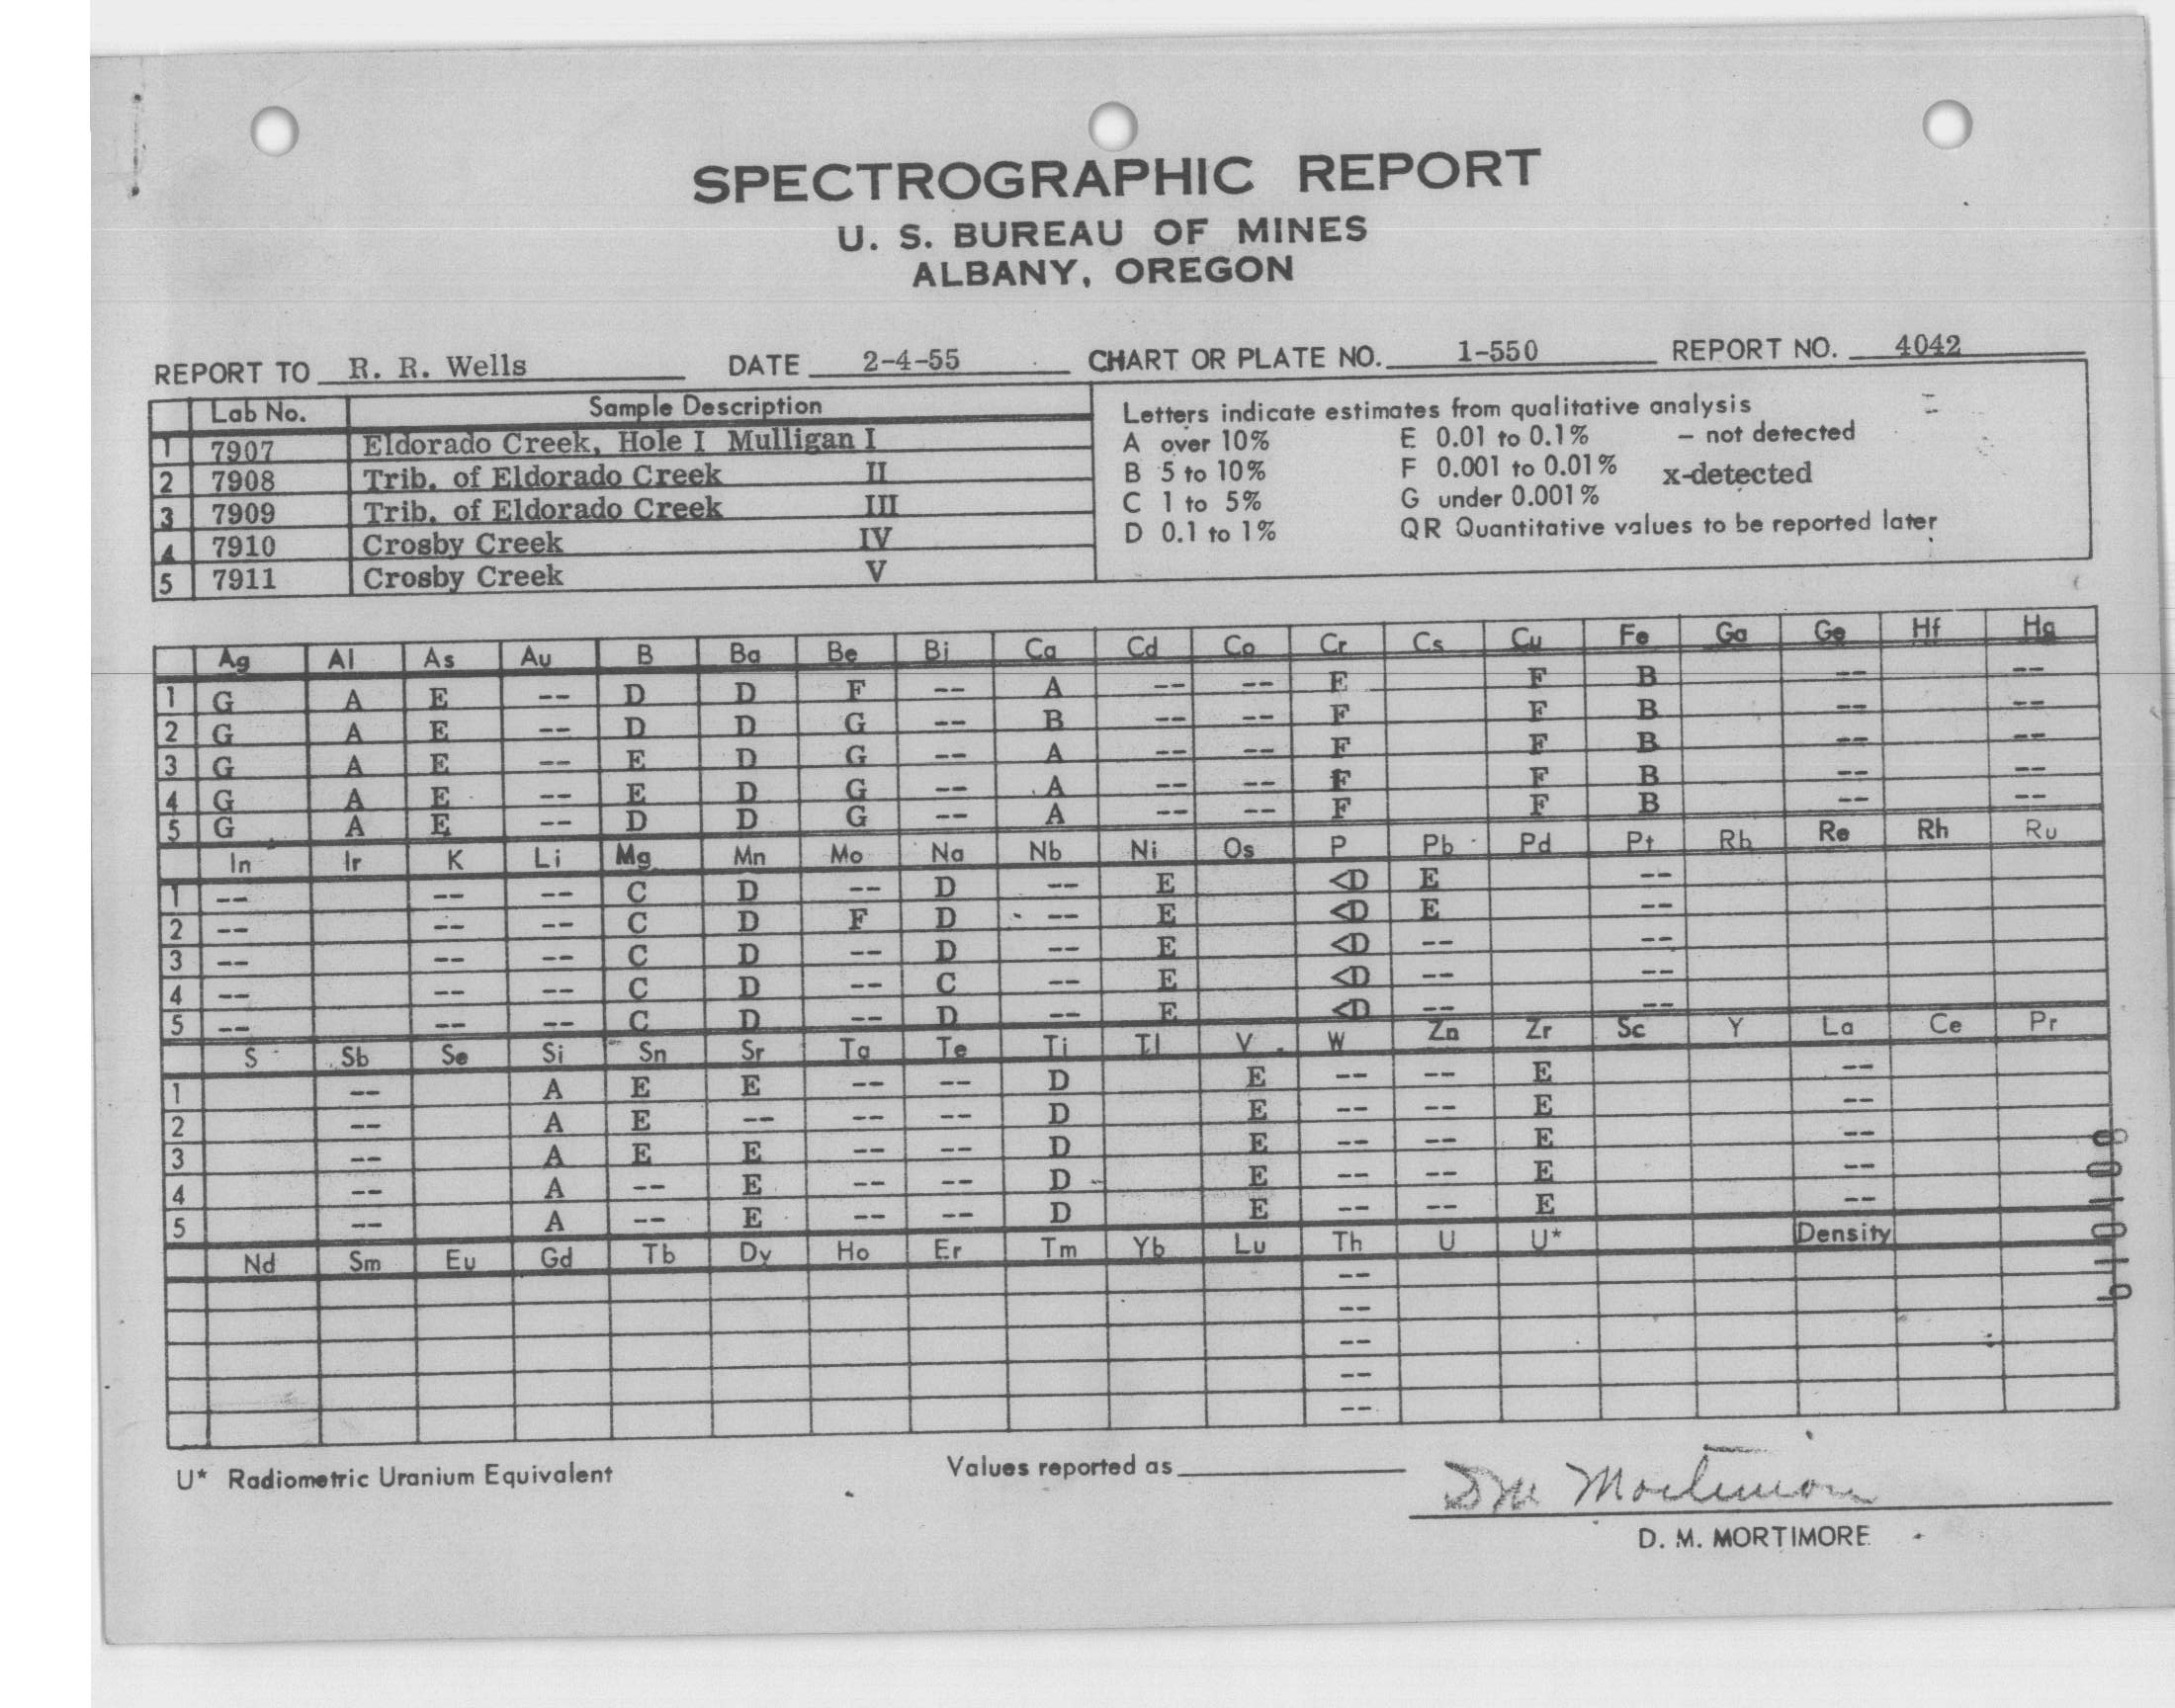 SPECTROGRAPHIC REPORT
U. S. BUREAU OF MINES
ALBANY, OREGON
REPORT TO R. R. Wells DATE 2-4-55 CHART OR PLATE NO. 1-550 REPORT NO. 4042
Lab No. Sample Description
1 7907 Eldorado Creek, Hole I Mulligan I
2 7908 Trib. of Eldorado Creek II
3 7909 Trib. of Eldorado Creek III
4 7910 Crosby Creek IV
5 7911 Crosby Creek V
Letters indicate estimates from qualitative analysis
A over 10% E 0.01 to 0.1% – not detected
B 5 to 10% F 0.001 to 0.01% x-detected
C 1 to 5% G under 0.001%
D 0.1 to 1% QR Quantitative values to be reported later
Ag Al As Au B Ba Be Bi Ca Cd Co Cr Cs Cu Fe Ga Ge Hf Hg
1 G A E -- D D F -- A -- -- E F B -- --
2 G A E -- D D G -- B -- -- F F B -- --
3 G A E -- E D G -- A -- -- F F B -- --
4 G A E -- E D G -- A -- -- F F B -- --
5 G A E -- D D G -- A -- -- F F B -- --
In Ir K Li Mg Mn Mo Na Nb Ni Os P Pb Pd Pt Rb Re Rh Ru
1 -- -- -- C D -- D -- E <D E --
2 -- -- -- C D F D -- E <D E --
3 -- -- -- C D -- D -- E <D -- --
4 -- -- -- C D -- C -- E <D -- --
5 -- -- -- C D -- D -- E <D -- --
S Sb Se Si Sn Sr Ta Te Ti Tl V W Zn Zr Sc Y La Ce Pr
1 -- A E E -- -- D E -- -- E --
2 -- A E -- -- -- D E -- -- E --
3 -- A E E -- -- D E -- -- E --
4 -- A -- E -- -- D E -- -- E --
5 -- A -- E -- -- D E -- -- E --
Nd Sm Eu Gd Tb Dy Ho Er Tm Yb Lu Th U U* Density
--
--
--
--
--
U* Radiometric Uranium Equivalent Values reported as
DM Mortimore
D. M. MORTIMORE